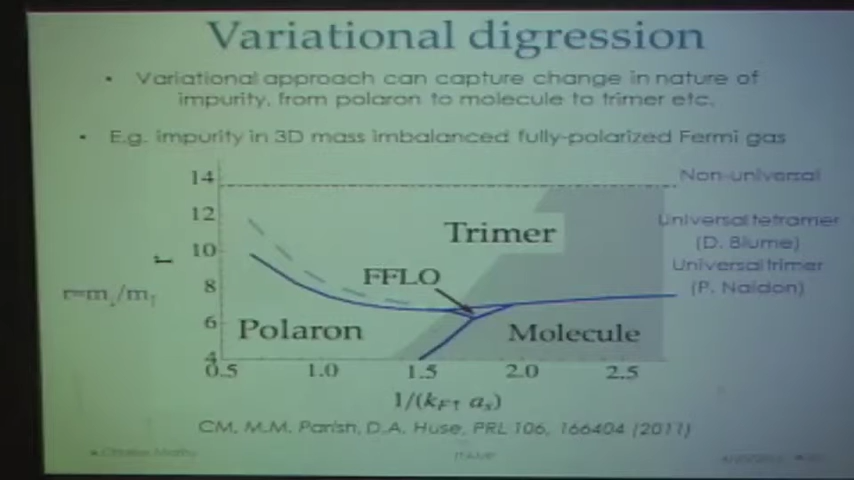 Variational digression
• Variational approach can capture change in nature of
impurity, from polaron to molecule to trimer etc.
• E.g. impurity in 3D mass imbalanced fully-polarized Fermi gas
14
12
10
8
6
4
r
r=m↓/m↑
Trimer
FFLO
Polaron
Molecule
Non-universal
Universal tetramer
(D. Blume)
Universal trimer
(P. Naidon)
0.5 1.0 1.5 2.0 2.5
1/(kF↑ as)
CM, M.M. Parish, D.A. Huse, PRL 106, 166404 (2011)